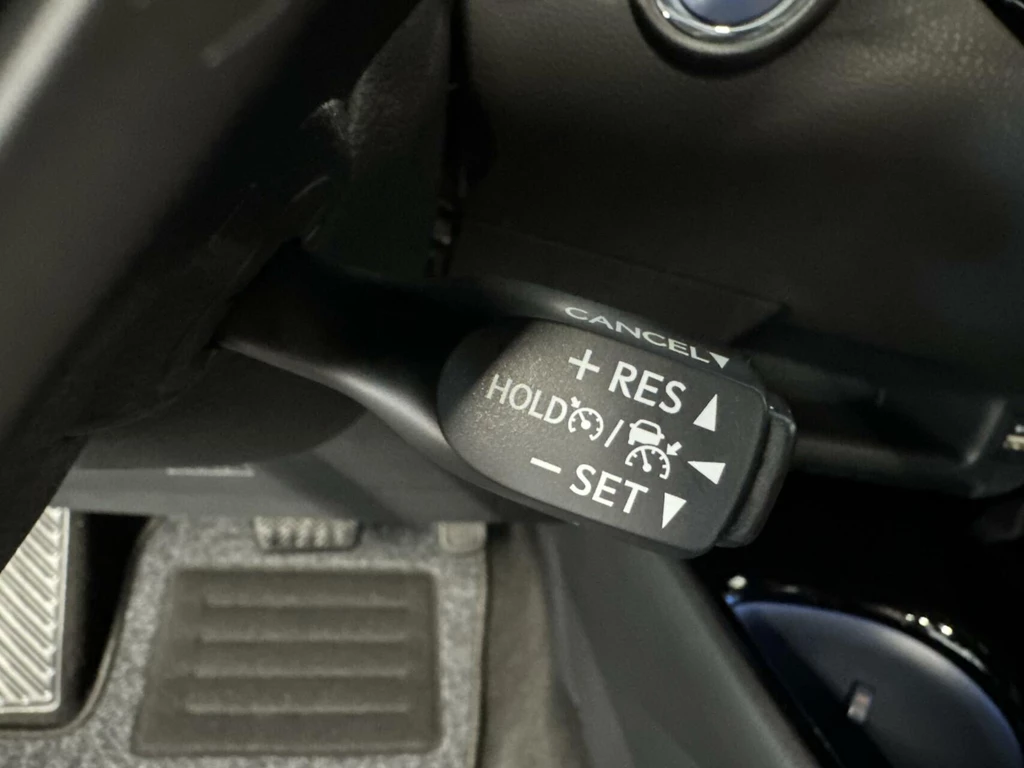 CANCEL▼
+ RES ▲
HOLD / ◀
− SET ▼